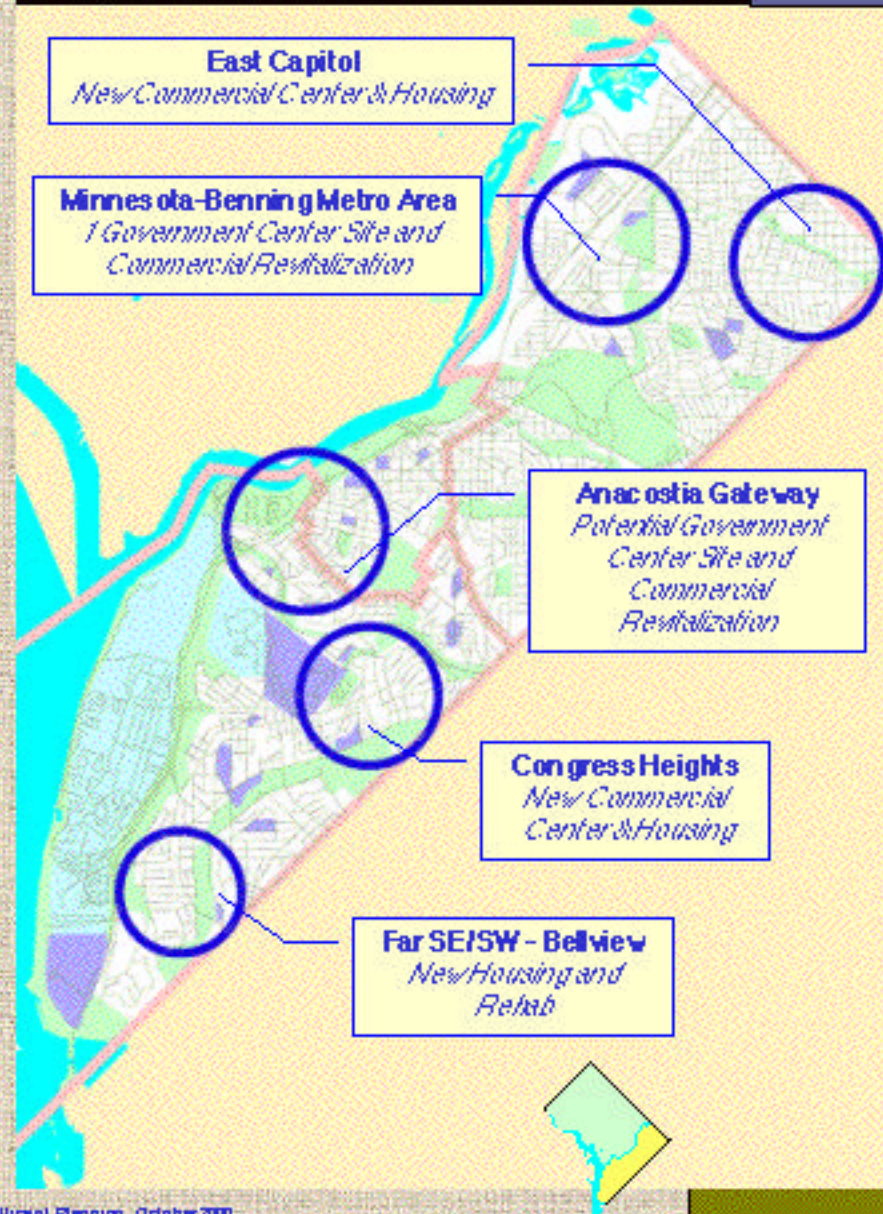 East Capitol
New Commercial Center & Housing
Minnesota-Benning Metro Area
1 Government Center Site and
Commercial Revitalization
Anacostia Gateway
Potential Government
Center Site and
Commercial
Revitalization
Congress Heights
New Commercial
Center & Housing
Far SE/SW - Bellview
New Housing and
Rehab
Planning, October